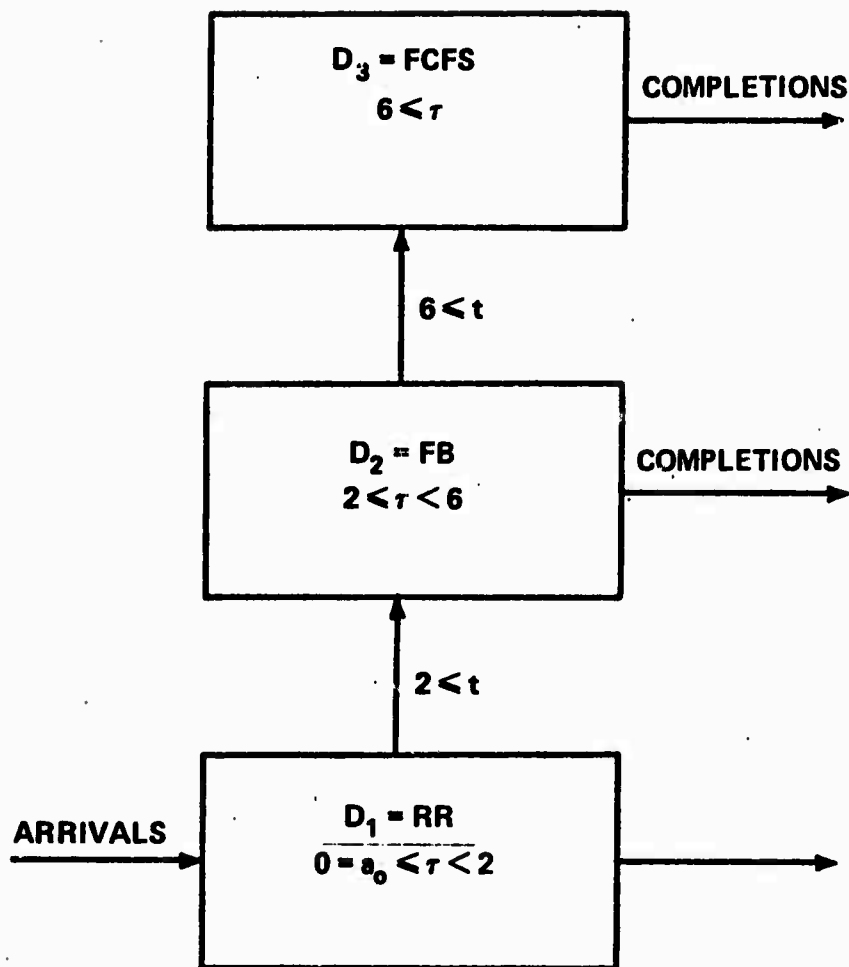 D₃ = FCFS
6 ⩽ τ
COMPLETIONS
6 ⩽ t
D₂ = FB
2 ⩽ τ < 6
COMPLETIONS
2 ⩽ t
D₁ = RR
0 = a₀ ⩽ τ < 2
ARRIVALS